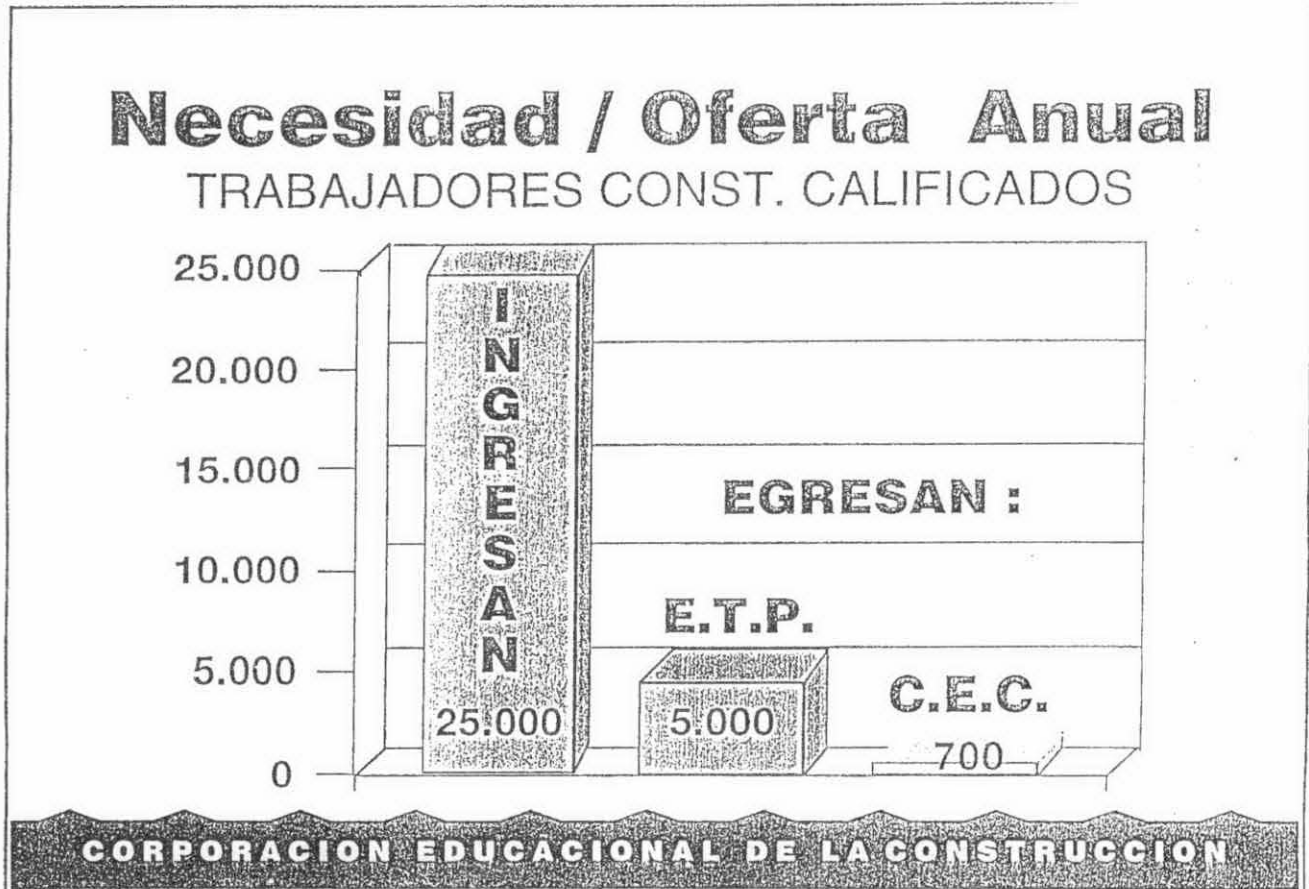 Necesidad / Oferta Anual
TRABAJADORES CONST. CALIFICADOS
25.000
20.000
15.000
10.000
5.000
0
INGRESAN
25.000
EGRESAN :
E.T.P.
5.000
C.E.C.
700
CORPORACION EDUCACIONAL DE LA CONSTRUCCION